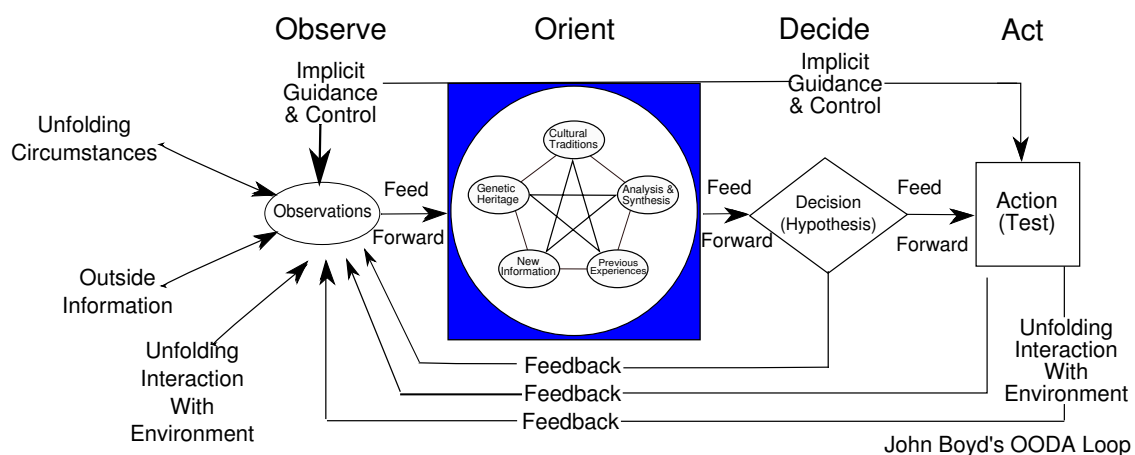 Observe
Orient
Decide
Act
Implicit
Guidance
& Control
Implicit
Guidance
& Control
Unfolding
Circumstances
Observations
Feed
Forward
Cultural
Traditions
Genetic
Heritage
Analysis &
Synthesis
New
Information
Previous
Experiences
Feed
Forward
Decision
(Hypothesis)
Feed
Forward
Action
(Test)
Outside
Information
Unfolding
Interaction
With
Environment
Feedback
Feedback
Feedback
Unfolding
Interaction
With
Environment
John Boyd's OODA Loop